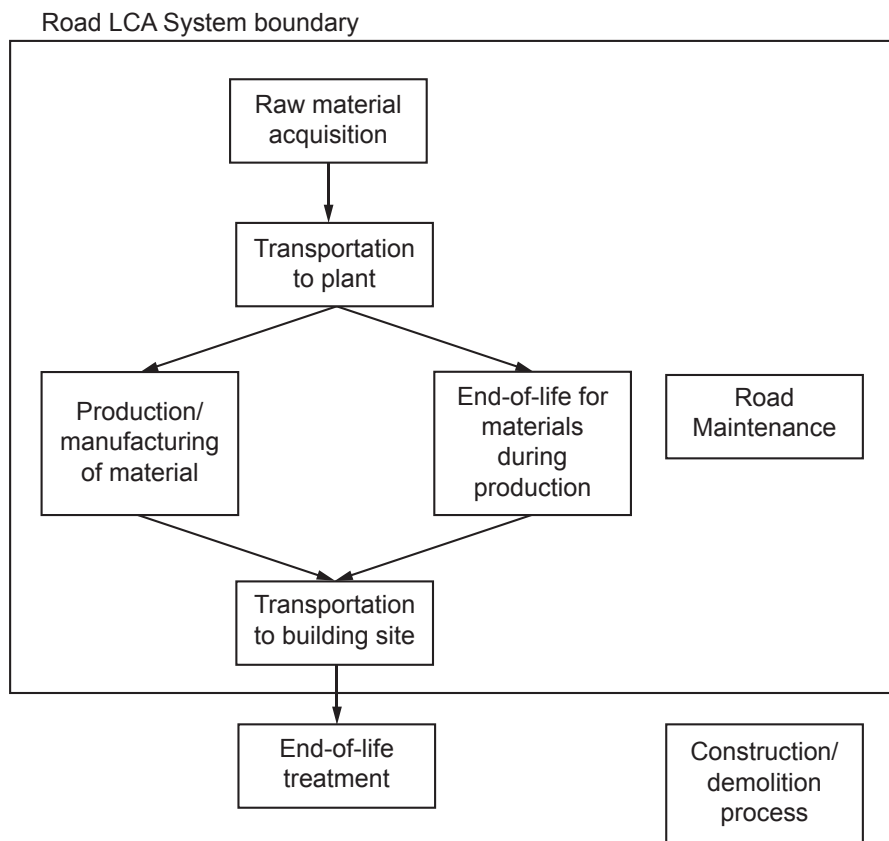 Road LCA System boundary
Raw material
acquisition
Transportation
to plant
Production/
manufacturing
of material
End-of-life for
materials
during
production
Road
Maintenance
Transportation
to building site
End-of-life
treatment
Construction/
demolition
process